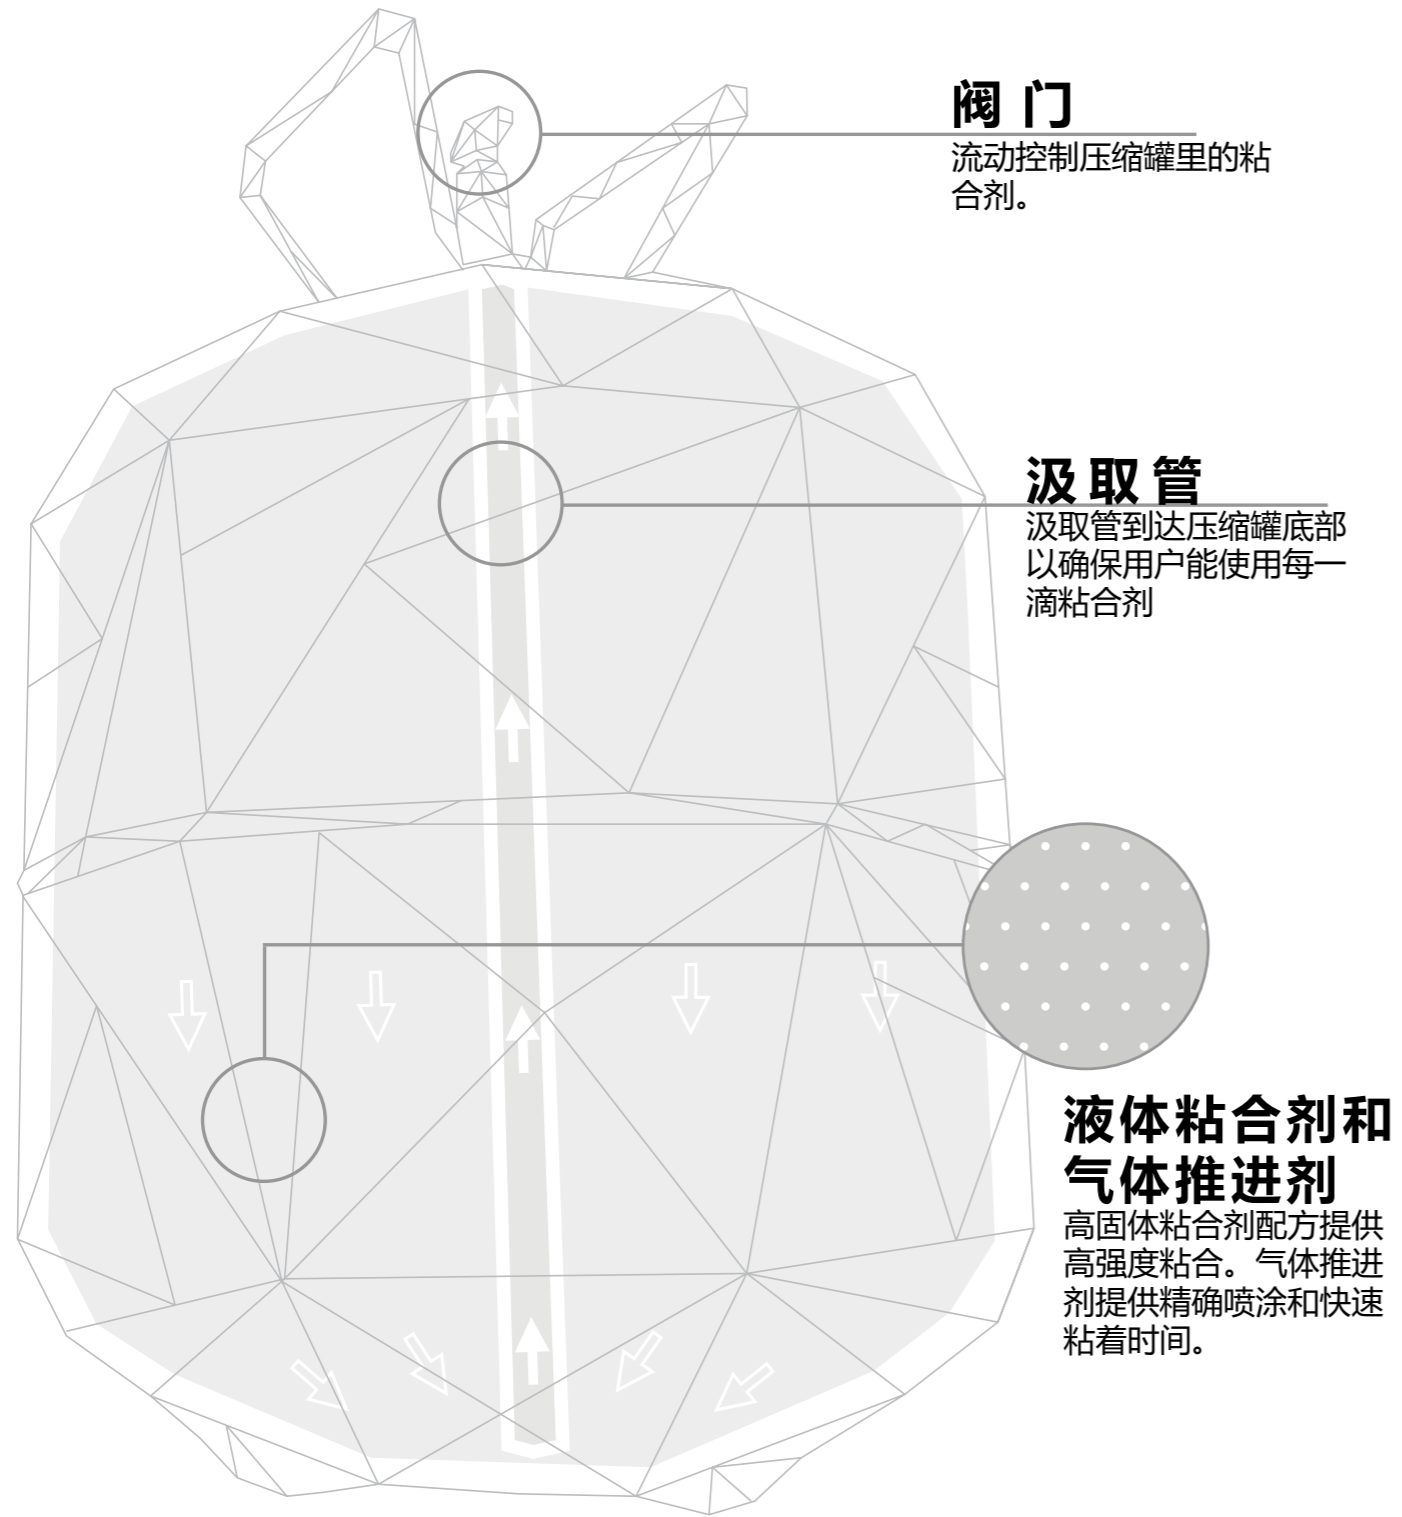 阀门
流动控制压缩罐里的粘
合剂。
汲取管
汲取管到达压缩罐底部
以确保用户能使用每一
滴粘合剂
液体粘合剂和
气体推进剂
高固体粘合剂配方提供
高强度粘合。气体推进
剂提供精确喷涂和快速
粘着时间。